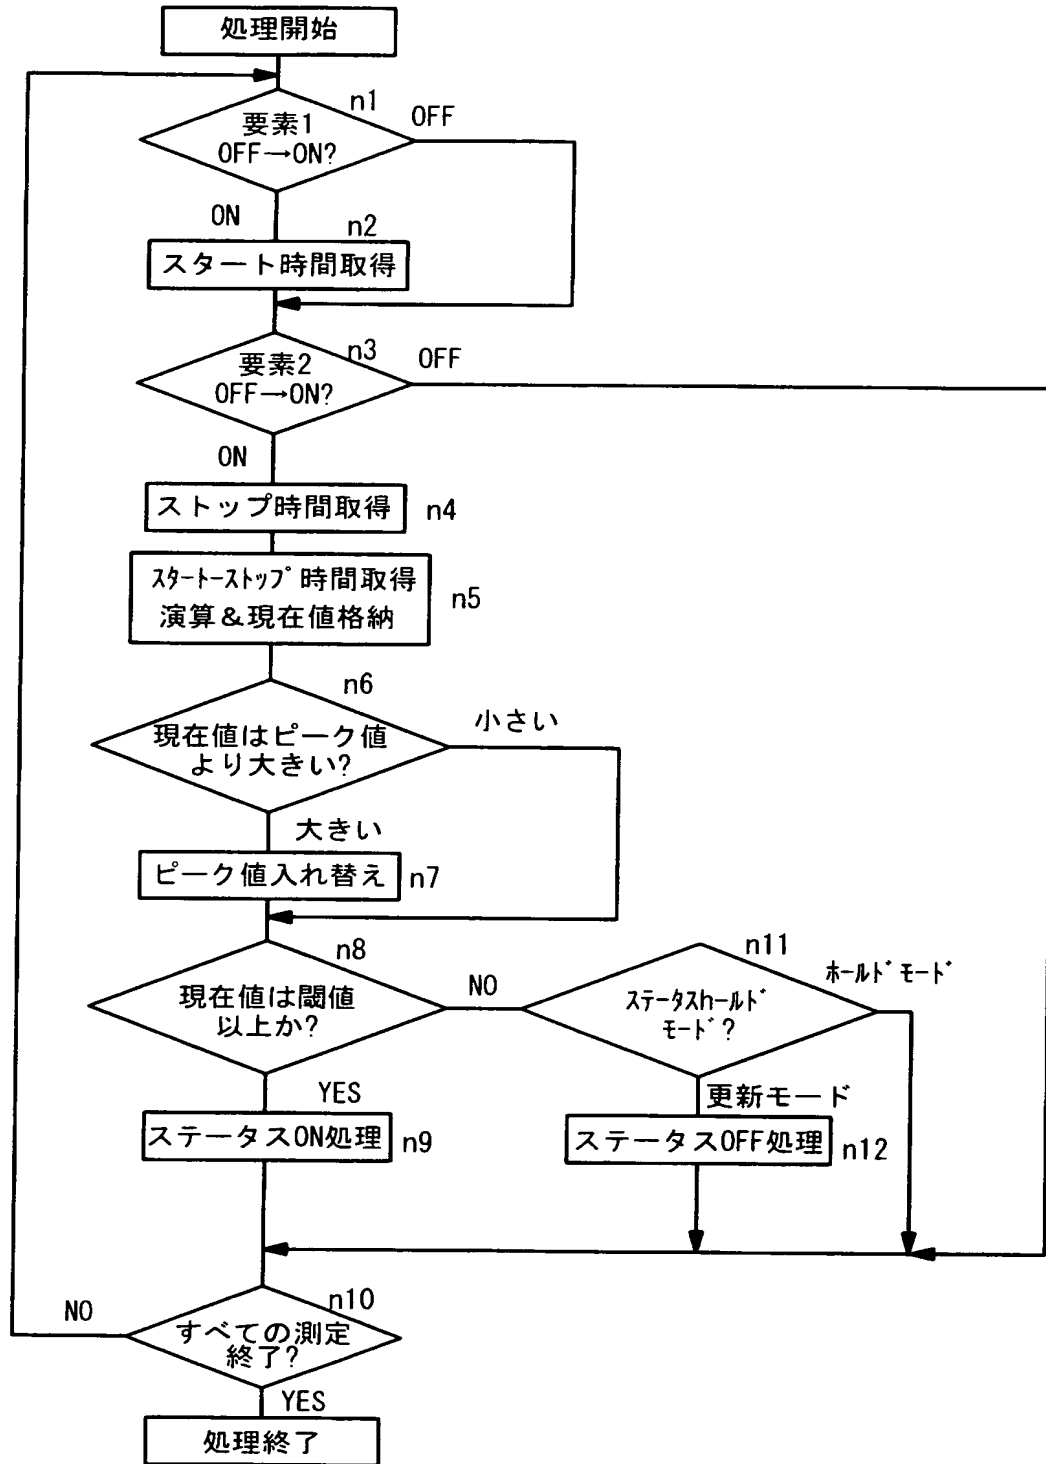 処理開始
n1
要素1
OFF→ON?
OFF
ON
n2
スタート時間取得
n3
要素2
OFF→ON?
OFF
ON
ストップ時間取得
n4
ｽﾀｰﾄｰｽﾄｯﾌﾟ時間取得
演算＆現在値格納
n5
n6
現在値はピーク値
より大きい?
小さい
大きい
ピーク値入れ替え
n7
n8
現在値は閾値
以上か?
NO
n11
ｽﾃｰﾀｽhｰﾙﾄﾞ
ﾓｰﾄﾞ?
ﾎｰﾙﾄﾞﾓｰﾄﾞ
YES
更新モード
ステータスON処理
n9
ステータスOFF処理
n12
n10
すべての測定
終了?
NO
YES
処理終了